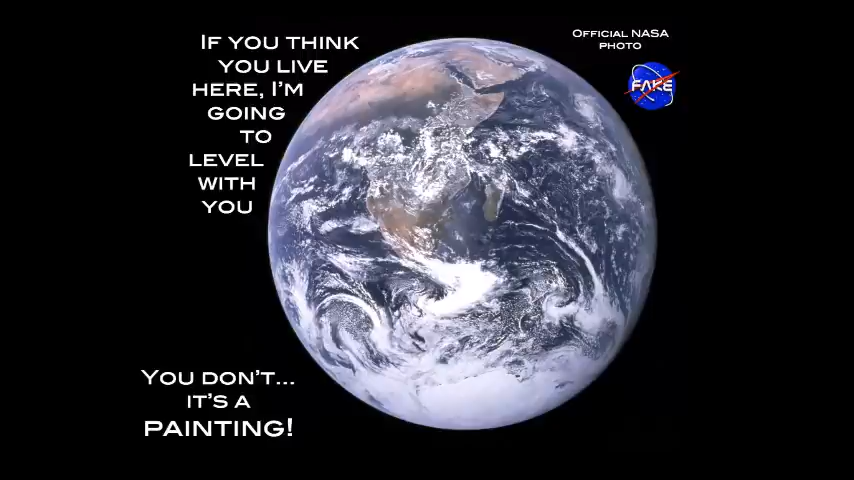 If you think
you live
here, I'm
going
to
level
with
you
Official NASA
photo
FAKE
You don't...
it's a
painting!